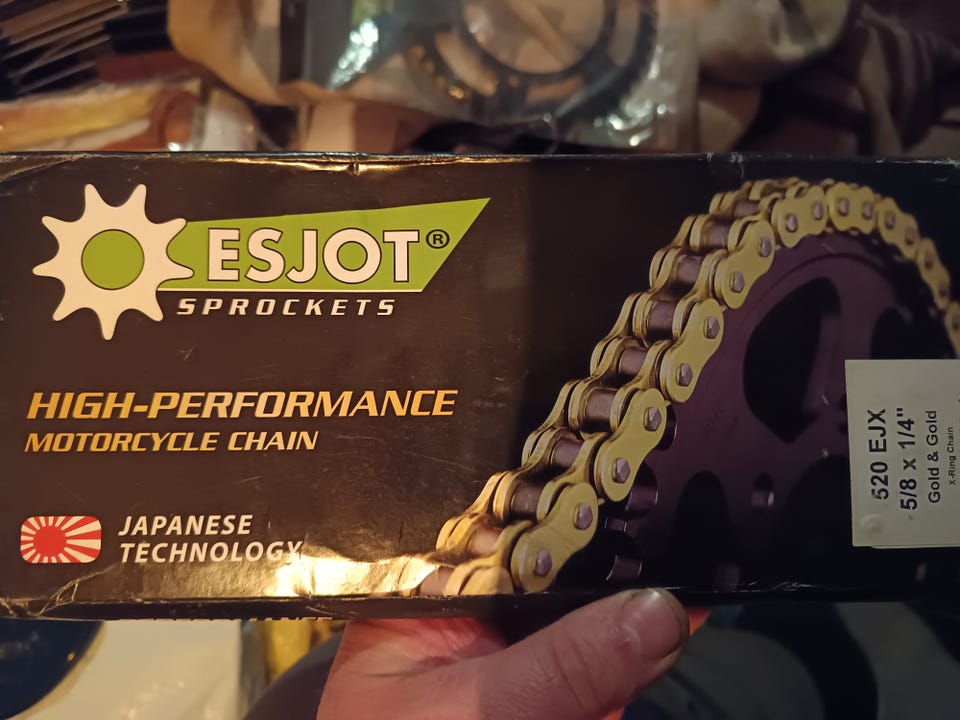 ESJOT®
SPROCKETS
HIGH-PERFORMANCE
MOTORCYCLE CHAIN
JAPANESE
TECHNOLOGY
520 EJX
5/8 x 1/4"
Gold & Gold
X-Ring Chain